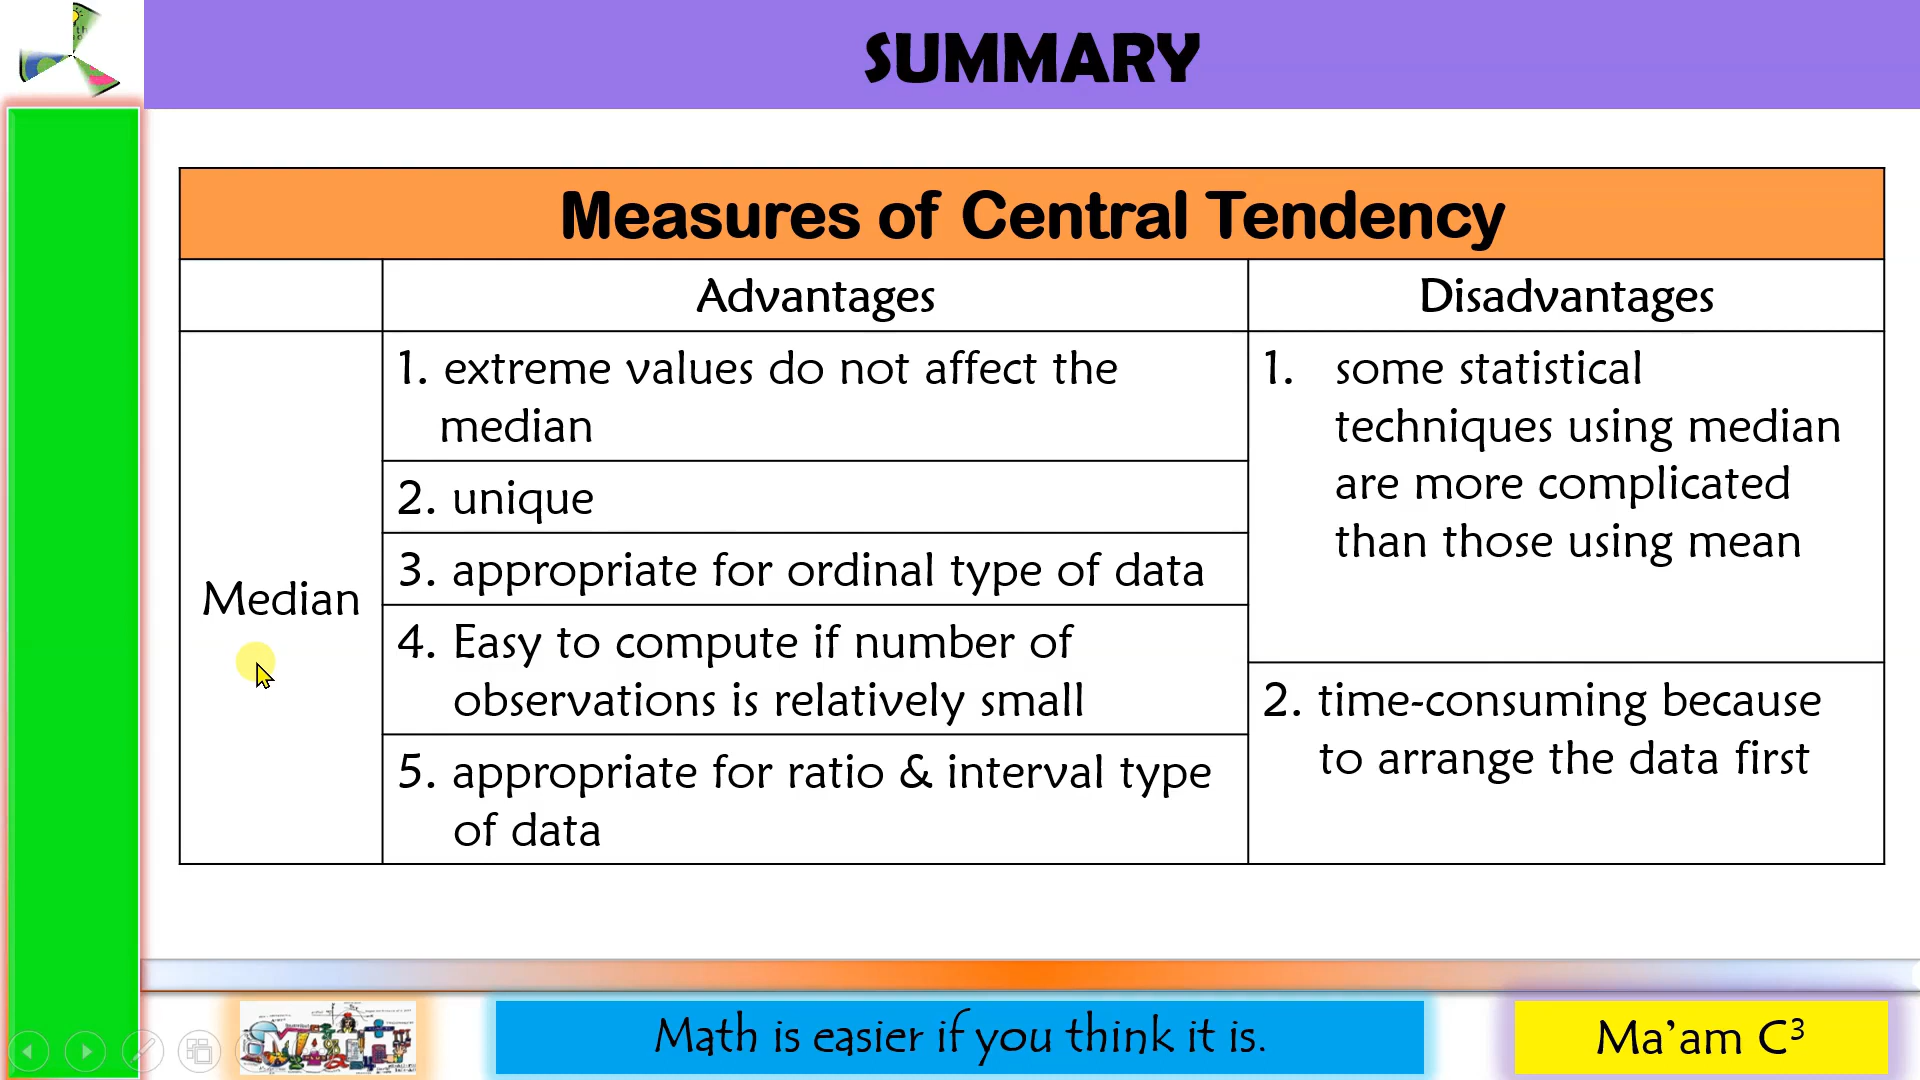 SUMMARY
Measures of Central Tendency
Advantages
Disadvantages
Median
1. extreme values do not affect the
median
2. unique
3. appropriate for ordinal type of data
4. Easy to compute if number of
observations is relatively small
5. appropriate for ratio & interval type
of data
1. some statistical
techniques using median
are more complicated
than those using mean
2. time-consuming because
to arrange the data first
MATH
Math is easier if you think it is.
Ma'am C³